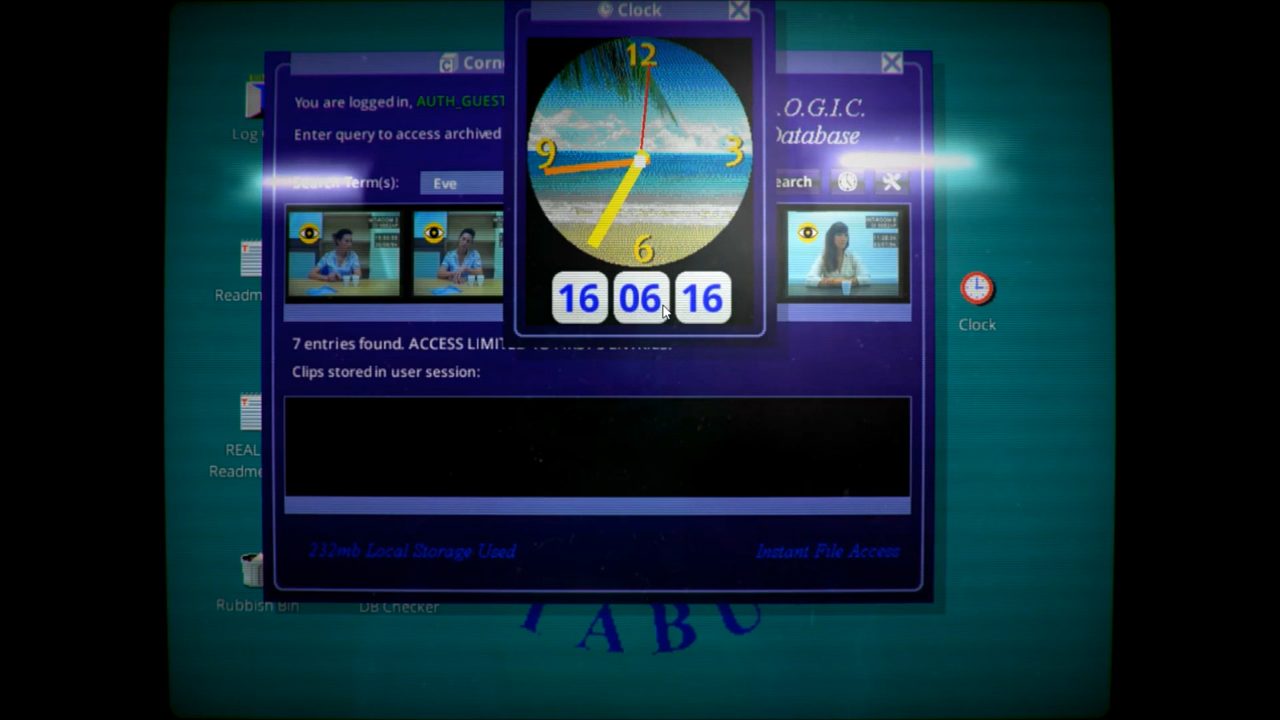 Clock
12
9
3
6
16 06 16
Corn
You are logged in, AUTH_GUEST
Enter query to access archived
.O.G.I.C.
Database
Search Term(s):
Eve
earch
7 entries found. ACCESS LIMITED TO FIRST 5 ENTRIES.
Clips stored in user session:
232mb Local Storage Used
Instant File Access
Log
Readm
REAL
Readme
Rubbish Bin
DB Checker
Clock
TABU